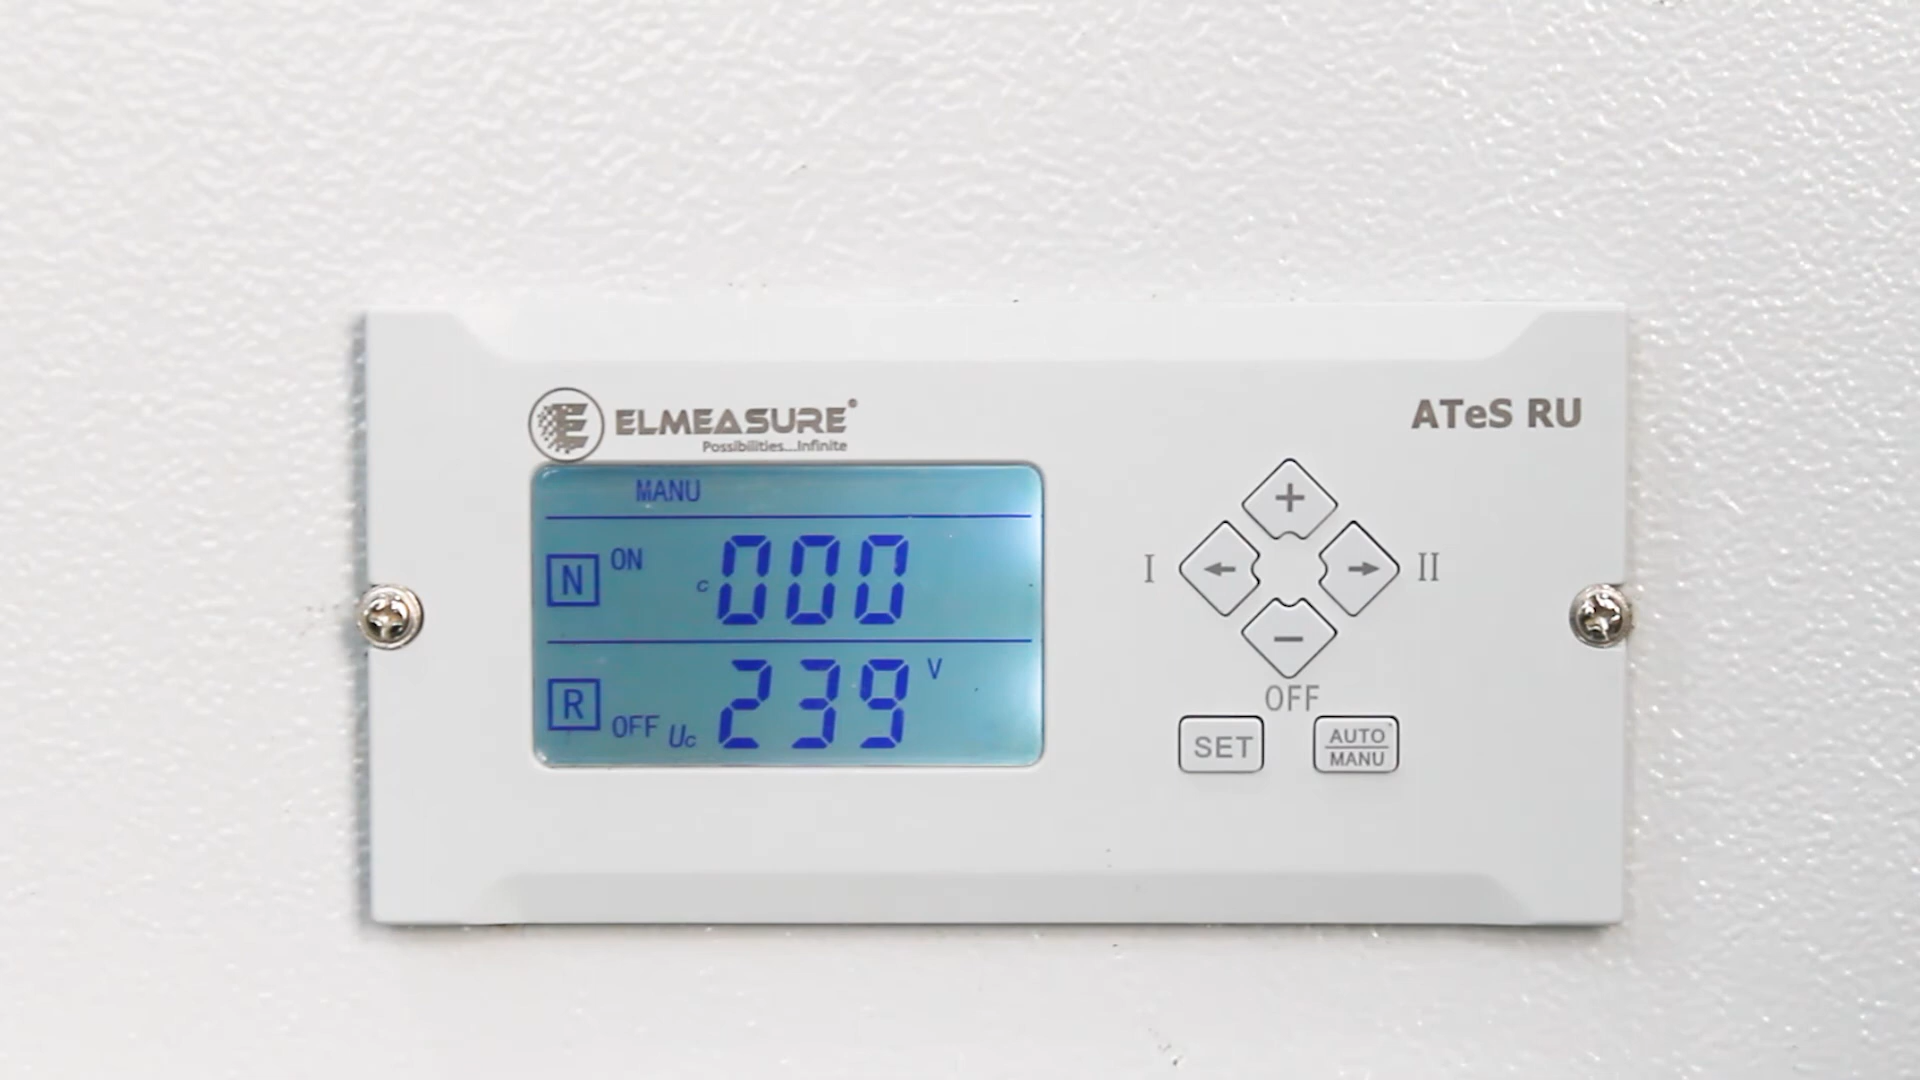 ELMEASURE®
Possibilities...Infinite
ATeS RU
MANU
N ON c 000
R OFF Uc 239 V
+
I ← → II
−
OFF
SET
AUTO
MANU